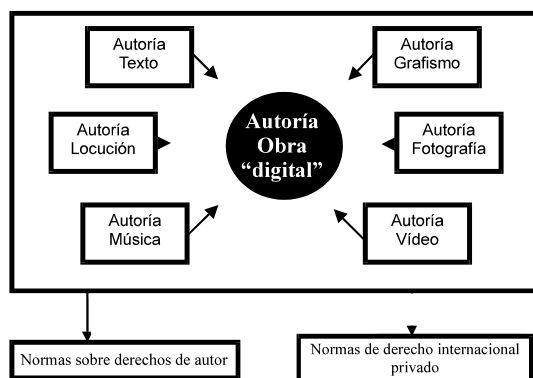 Autoría
Texto
Autoría
Grafismo
Autoría
Locución
Autoría
Obra
“digital”
Autoría
Fotografía
Autoría
Música
Autoría
Vídeo
Normas sobre derechos de autor
Normas de derecho internacional
privado